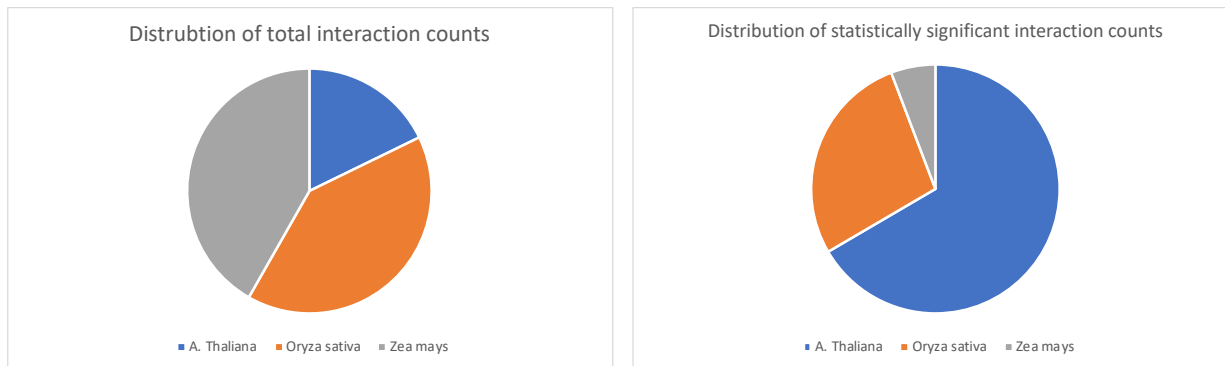 Distrubtion of total interaction counts
A. Thaliana Oryza sativa Zea mays
Distribution of statistically significant interaction counts
A. Thaliana Oryza sativa Zea mays